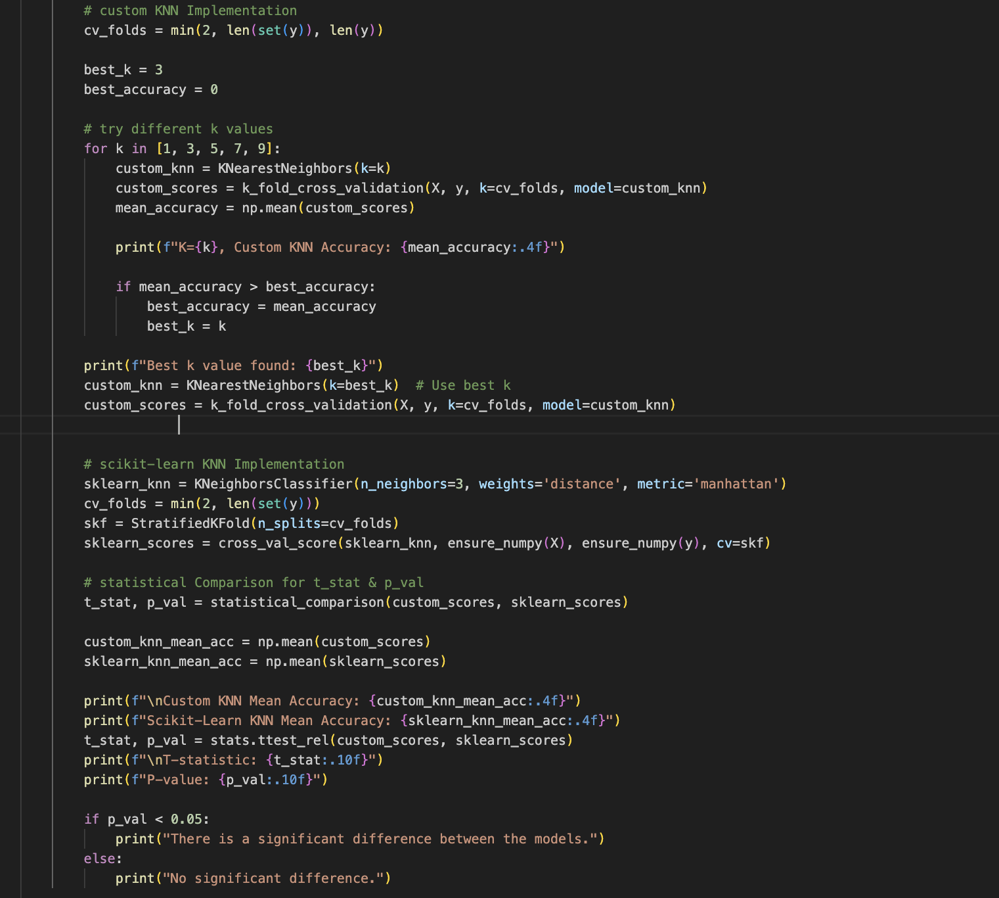 # custom KNN Implementation
cv_folds = min(2, len(set(y)), len(y))
best_k = 3
best_accuracy = 0
# try different k values
for k in [1, 3, 5, 7, 9]:
custom_knn = KNearestNeighbors(k=k)
custom_scores = k_fold_cross_validation(X, y, k=cv_folds, model=custom_knn)
mean_accuracy = np.mean(custom_scores)
print(f"K={k}, Custom KNN Accuracy: {mean_accuracy:.4f}")
if mean_accuracy > best_accuracy:
best_accuracy = mean_accuracy
best_k = k
print(f"Best k value found: {best_k}")
custom_knn = KNearestNeighbors(k=best_k)  # Use best k
custom_scores = k_fold_cross_validation(X, y, k=cv_folds, model=custom_knn)
# scikit-learn KNN Implementation
sklearn_knn = KNeighborsClassifier(n_neighbors=3, weights='distance', metric='manhattan')
cv_folds = min(2, len(set(y)))
skf = StratifiedKFold(n_splits=cv_folds)
sklearn_scores = cross_val_score(sklearn_knn, ensure_numpy(X), ensure_numpy(y), cv=skf)
# statistical Comparison for t_stat & p_val
t_stat, p_val = statistical_comparison(custom_scores, sklearn_scores)
custom_knn_mean_acc = np.mean(custom_scores)
sklearn_knn_mean_acc = np.mean(sklearn_scores)
print(f"\nCustom KNN Mean Accuracy: {custom_knn_mean_acc:.4f}")
print(f"Scikit-Learn KNN Mean Accuracy: {sklearn_knn_mean_acc:.4f}")
t_stat, p_val = stats.ttest_rel(custom_scores, sklearn_scores)
print(f"\nT-statistic: {t_stat:.10f}")
print(f"P-value: {p_val:.10f}")
if p_val < 0.05:
print("There is a significant difference between the models.")
else:
print("No significant difference.")